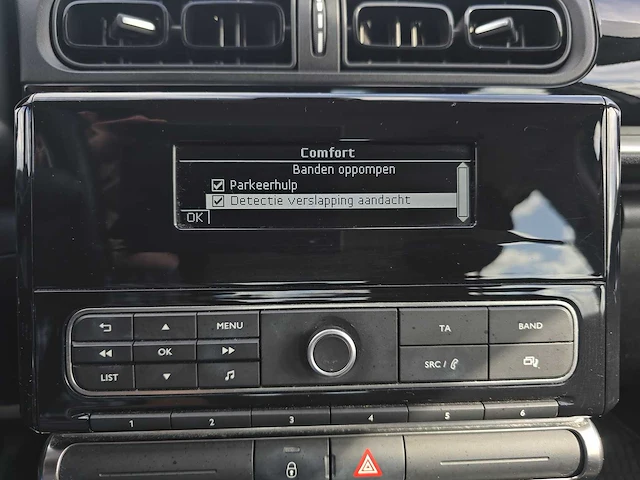 Comfort
Banden oppompen
Parkeerhulp
Detectie verslapping aandacht
OK
MENU
TA
BAND
OK
SRC /
LIST
1 2 3 4 5 6